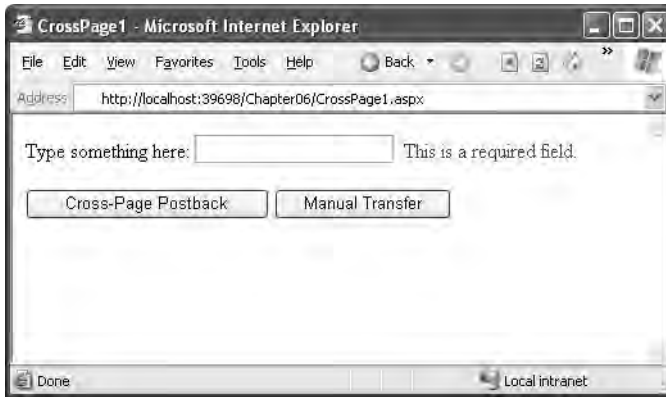 CrossPage1 - Microsoft Internet Explorer
File Edit View Favorites Tools Help Back »
Address http://localhost:39698/Chapter06/CrossPage1.aspx
Type something here: This is a required field.
Cross-Page Postback Manual Transfer
Done Local intranet